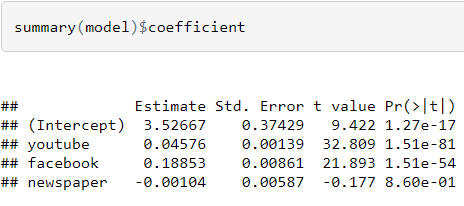 summary(model)$coefficient
## Estimate Std. Error t value Pr(>|t|)
## (Intercept) 3.52667 0.37429 9.422 1.27e-17
## youtube 0.04576 0.00139 32.809 1.51e-81
## facebook 0.18853 0.00861 21.893 1.51e-54
## newspaper -0.00104 0.00587 -0.177 8.60e-01